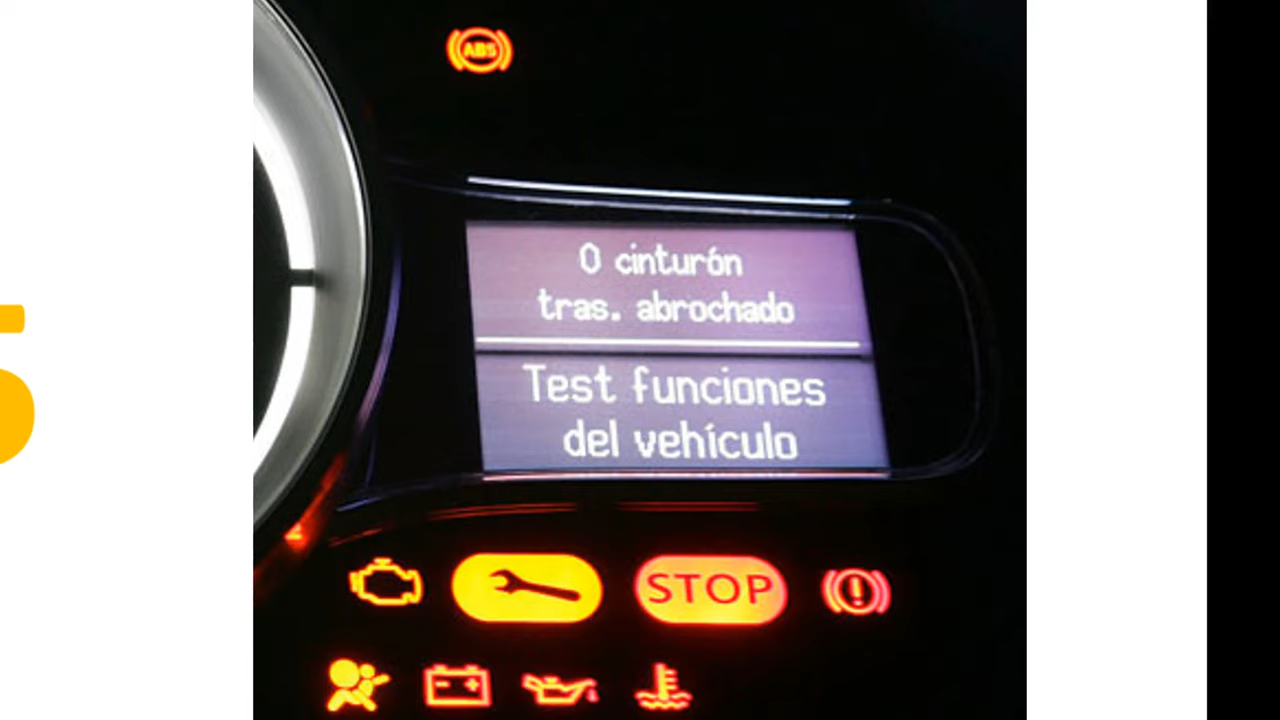 ABS
0 cinturón
tras. abrochado
Test funciones
del vehículo
STOP